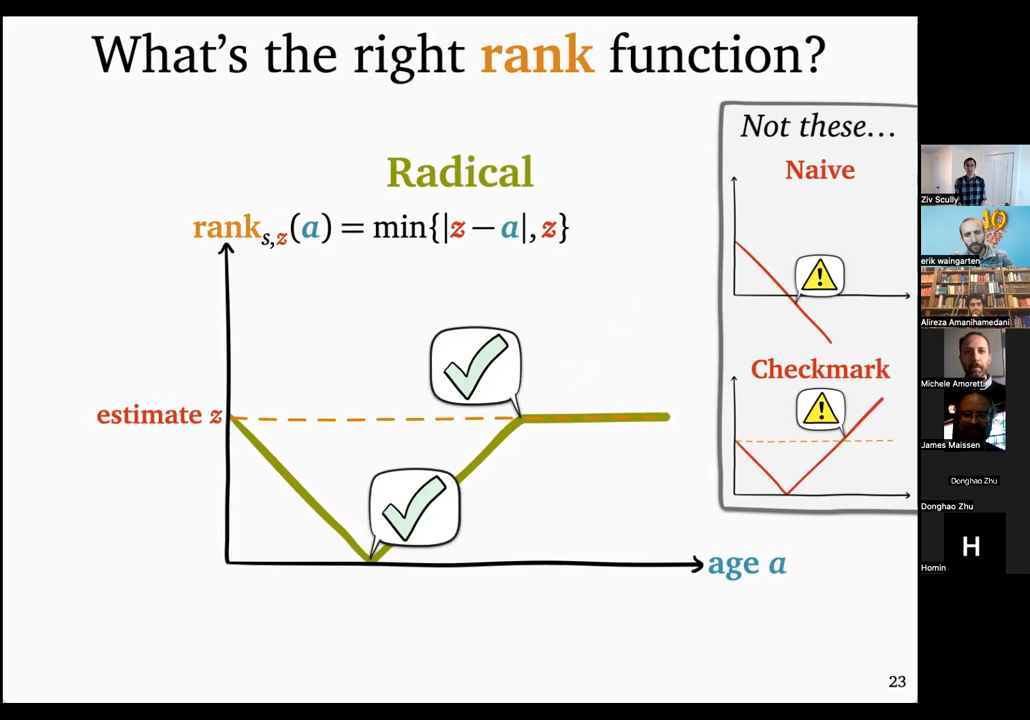 What's the right rank function?
Radical
rank_{s,z}(a) = min{|z − a|, z}
estimate z
age a
Not these…
Naive
Checkmark
23
Ziv Scully
erik waingarten
Alireza Amanihamedani
Michele Amoretti
James Maissen
Donghao Zhu
Donghao Zhu
H
Homin